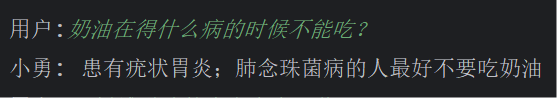 用户:奶油在得什么病的时候不能吃？
小勇： 患有疣状胃炎；肺念珠菌病的人最好不要吃奶油